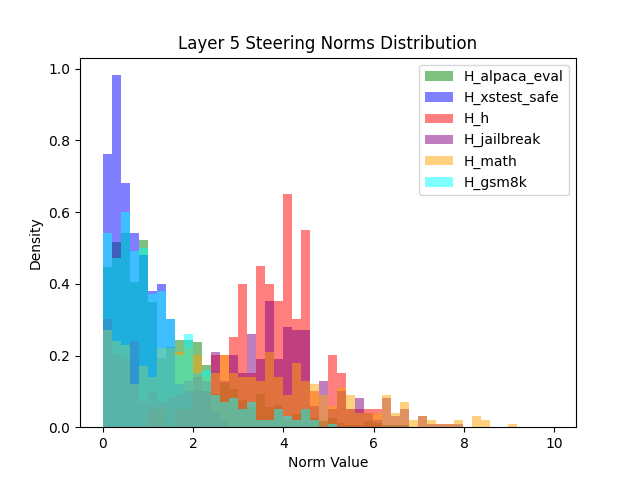 Layer 5 Steering Norms Distribution
H_alpaca_eval
H_xstest_safe
H_h
H_jailbreak
H_math
H_gsm8k
1.0
0.8
0.6
0.4
0.2
0.0
Density
0 2 4 6 8 10
Norm Value